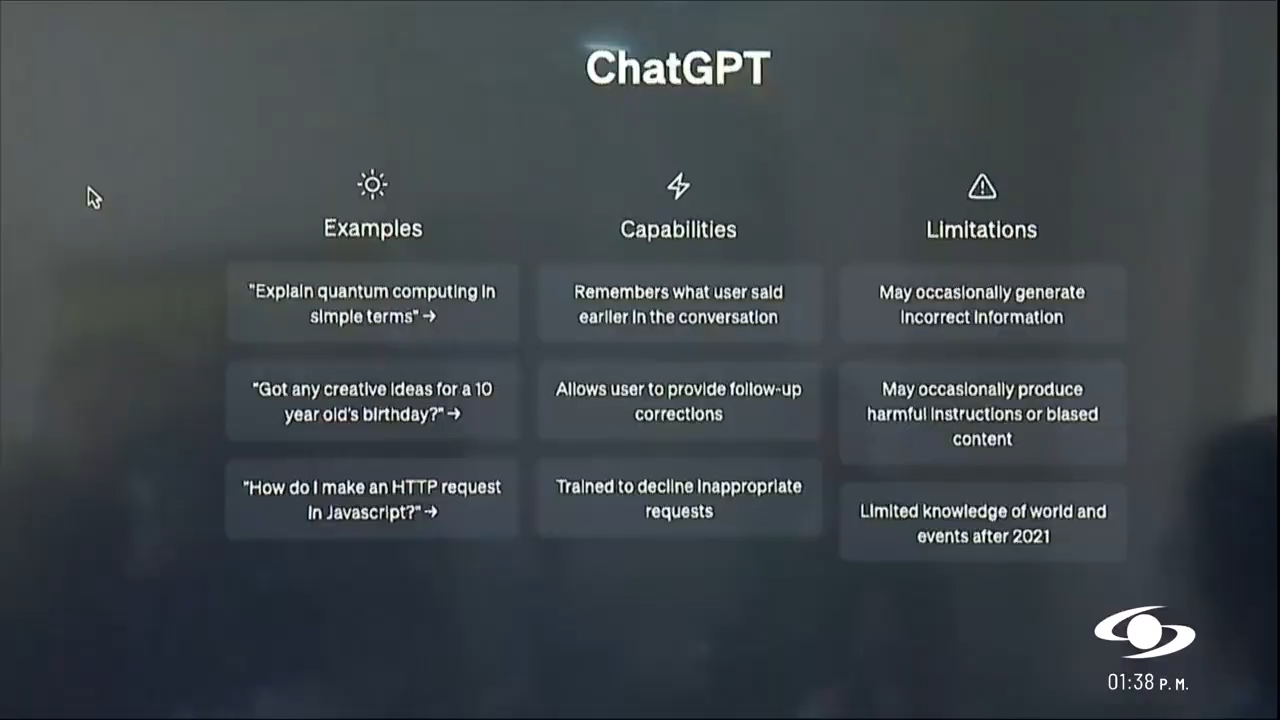 ChatGPT
Examples
"Explain quantum computing in
simple terms" →
"Got any creative ideas for a 10
year old's birthday?" →
"How do I make an HTTP request
in Javascript?" →
Capabilities
Remembers what user said
earlier in the conversation
Allows user to provide follow-up
corrections
Trained to decline inappropriate
requests
Limitations
May occasionally generate
incorrect information
May occasionally produce
harmful instructions or biased
content
Limited knowledge of world and
events after 2021
01:38 P. M.